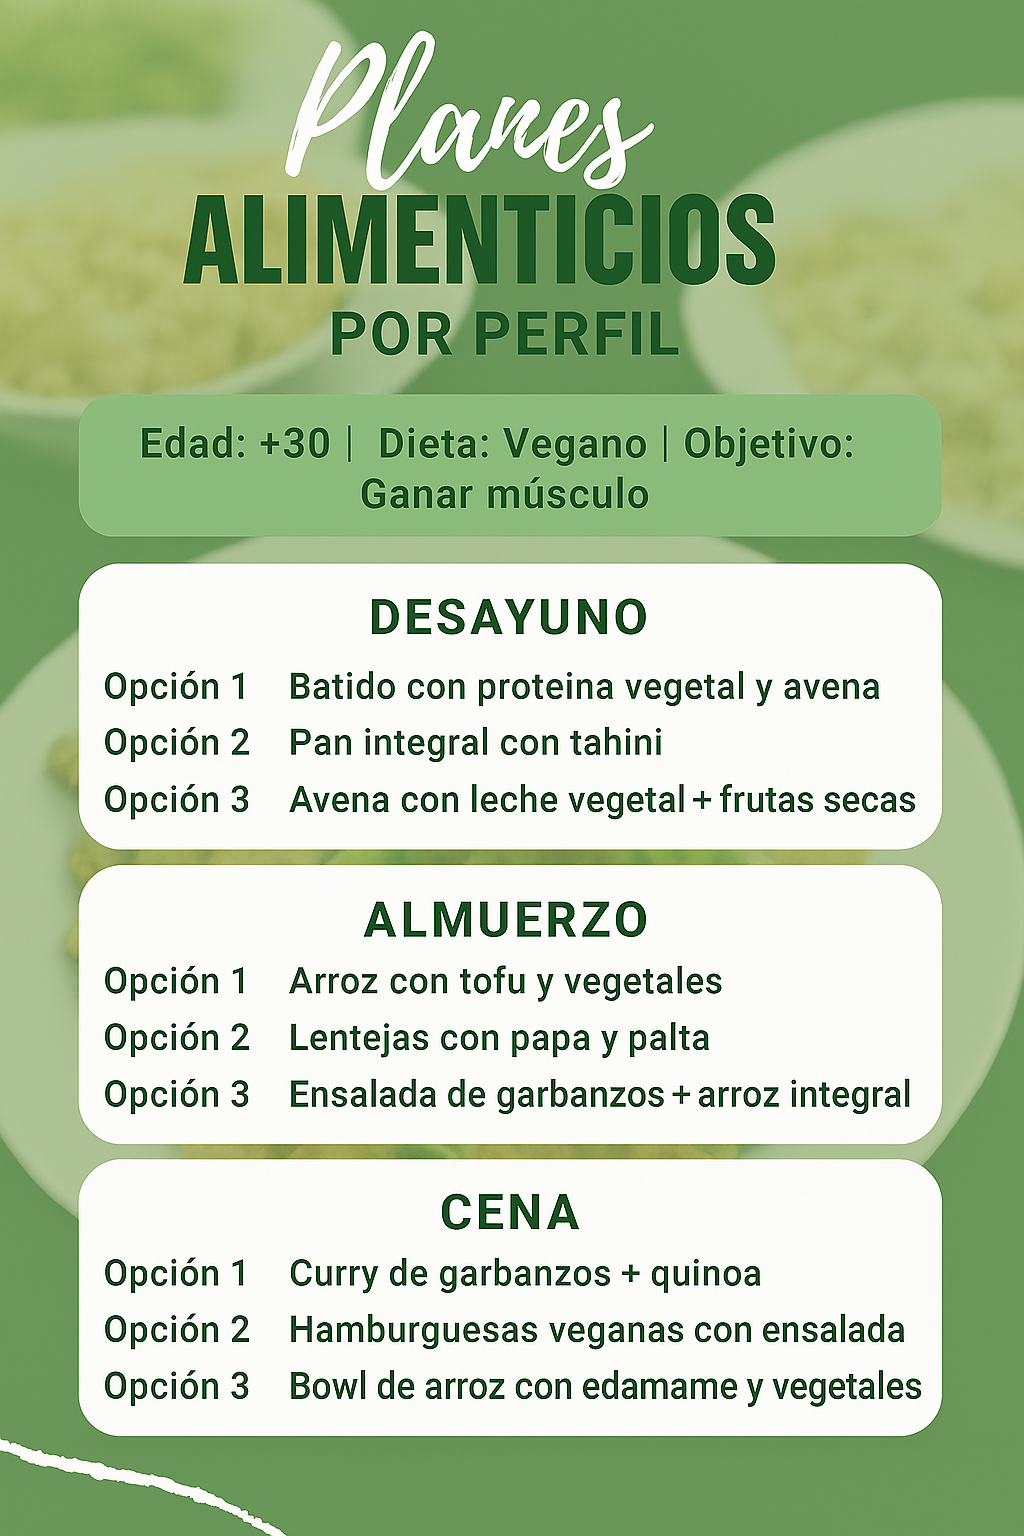 Planes
ALIMENTICIOS
POR PERFIL
Edad: +30 | Dieta: Vegano | Objetivo:
Ganar músculo
DESAYUNO
Opción 1 Batido con proteina vegetal y avena
Opción 2 Pan integral con tahini
Opción 3 Avena con leche vegetal + frutas secas
ALMUERZO
Opción 1 Arroz con tofu y vegetales
Opción 2 Lentejas con papa y palta
Opción 3 Ensalada de garbanzos + arroz integral
CENA
Opción 1 Curry de garbanzos + quinoa
Opción 2 Hamburguesas veganas con ensalada
Opción 3 Bowl de arroz con edamame y vegetales